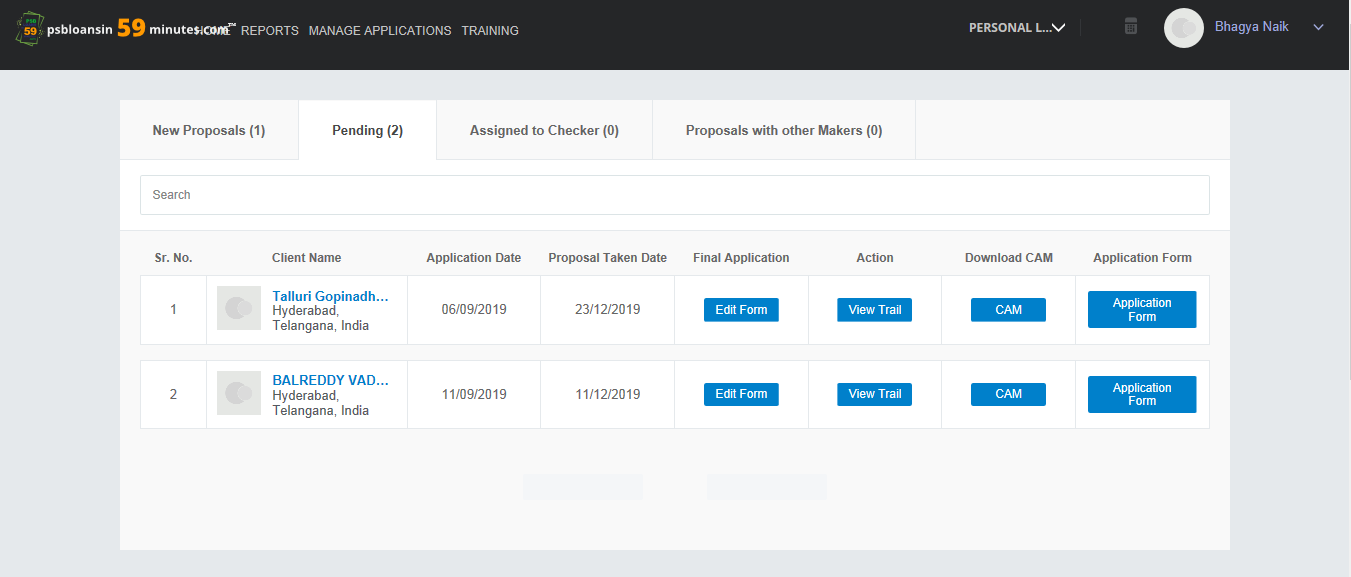 PSB
59
psbloansin 59 minutes.com™ HOME REPORTS MANAGE APPLICATIONS TRAINING PERSONAL L... Bhagya Naik
New Proposals (1) Pending (2) Assigned to Checker (0) Proposals with other Makers (0)
Search
Sr. No. Client Name Application Date Proposal Taken Date Final Application Action Download CAM Application Form
1 Talluri Gopinadh... 06/09/2019 23/12/2019 Edit Form View Trail CAM Application Form
Hyderabad,
Telangana, India
2 BALREDDY VAD... 11/09/2019 11/12/2019 Edit Form View Trail CAM Application Form
Hyderabad,
Telangana, India